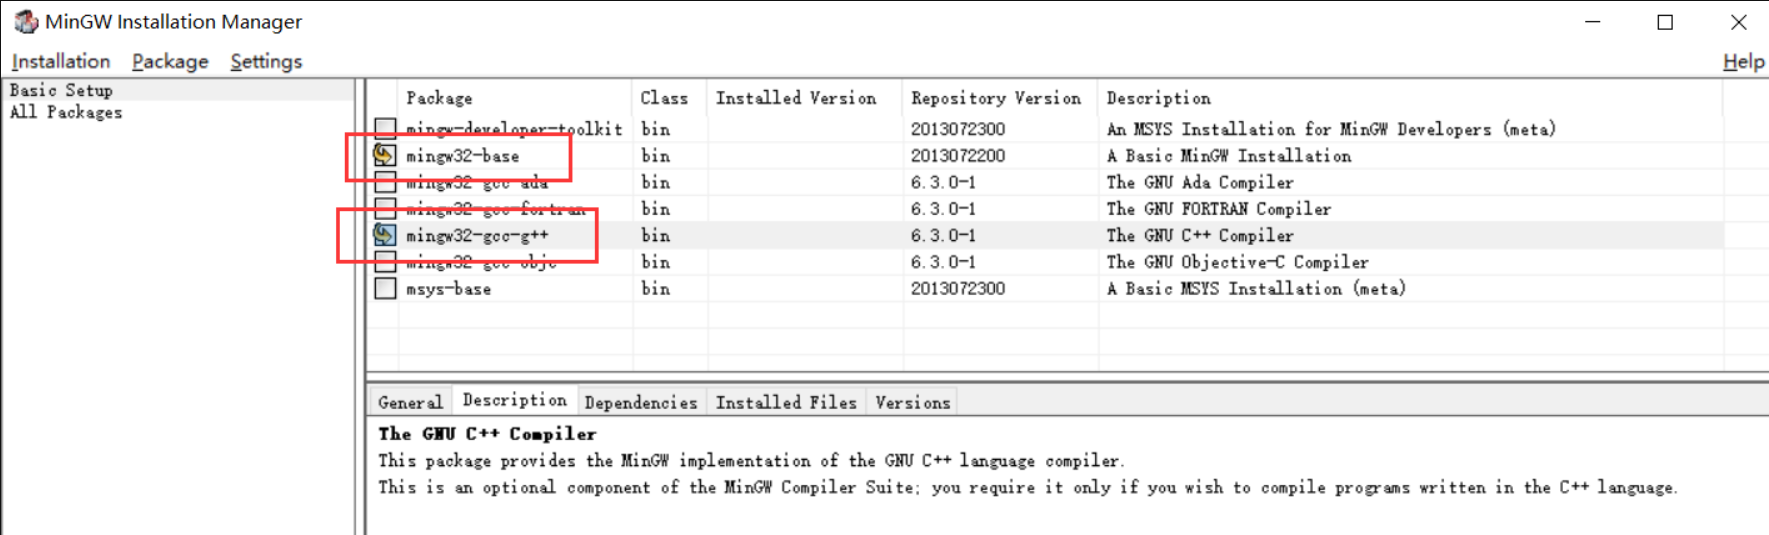 MinGW Installation Manager
Installation Package Settings Help
Basic Setup
All Packages
Package Class Installed Version Repository Version Description
mingw-developer-toolkit bin 2013072300 An MSYS Installation for MinGW Developers (meta)
mingw32-base bin 2013072200 A Basic MinGW Installation
mingw32-gcc-ada bin 6.3.0-1 The GNU Ada Compiler
mingw32-gcc-fortran bin 6.3.0-1 The GNU FORTRAN Compiler
mingw32-gcc-g++ bin 6.3.0-1 The GNU C++ Compiler
mingw32-gcc-objc bin 6.3.0-1 The GNU Objective-C Compiler
msys-base bin 2013072300 A Basic MSYS Installation (meta)
General Description Dependencies Installed Files Versions
The GNU C++ Compiler
This package provides the MinGW implementation of the GNU C++ language compiler.
This is an optional component of the MinGW Compiler Suite; you require it only if you wish to compile programs written in the C++ language.